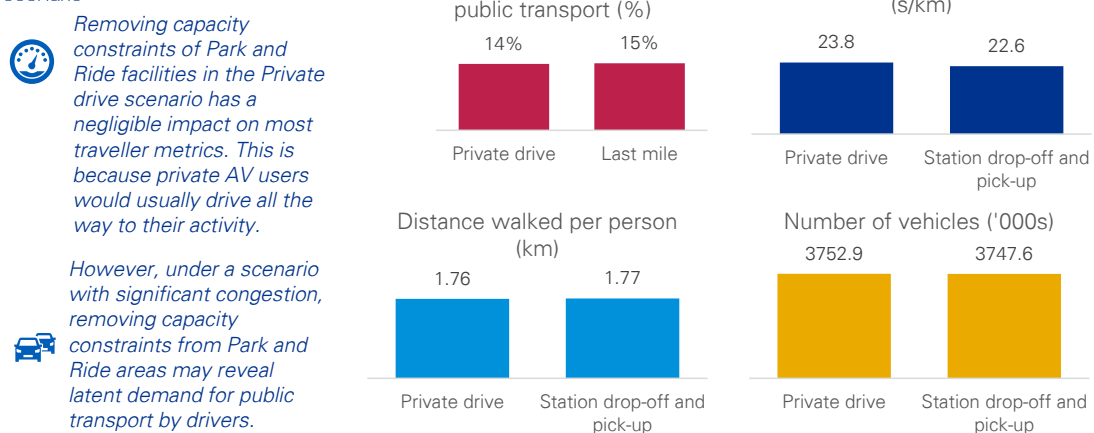 Removing capacity
constraints of Park and
Ride facilities in the Private
drive scenario has a
negligible impact on most
traveller metrics. This is
because private AV users
would usually drive all the
way to their activity.
However, under a scenario
with significant congestion,
removing capacity
constraints from Park and
Ride areas may reveal
latent demand for public
transport by drivers.
public transport (%)
14%
15%
Private drive
Last mile
(s/km)
23.8
22.6
Private drive
Station drop-off and
pick-up
Distance walked per person
(km)
1.76
1.77
Private drive
Station drop-off and
pick-up
Number of vehicles ('000s)
3752.9
3747.6
Private drive
Station drop-off and
pick-up